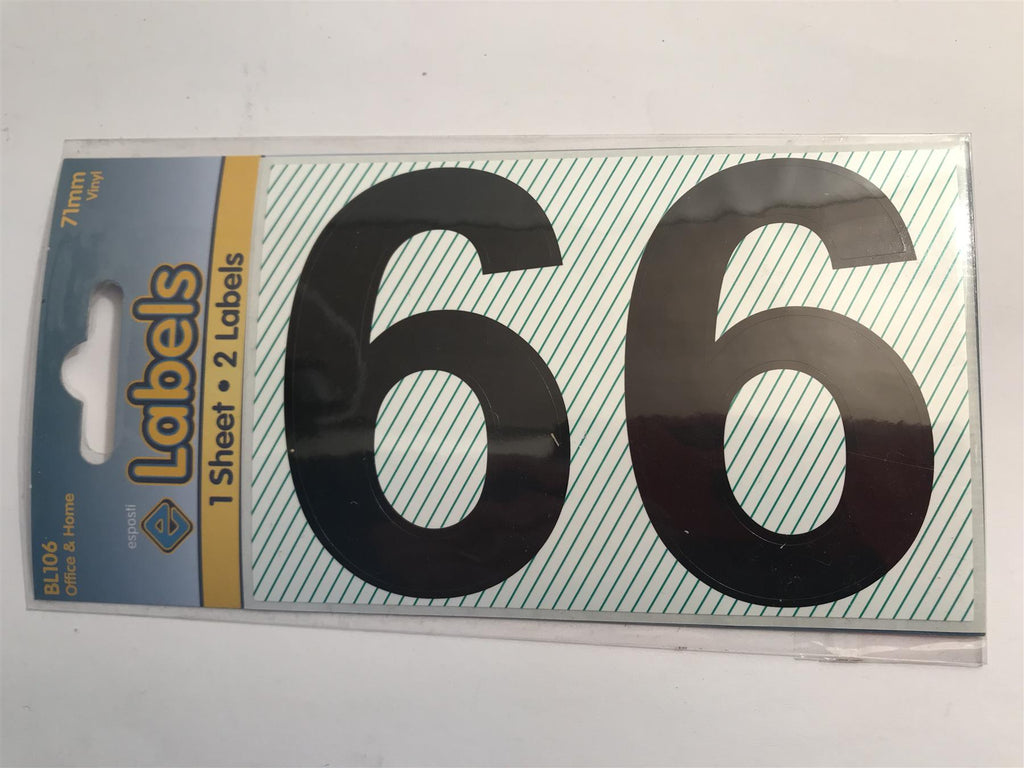 BL106
Office & Home
71mm
Vinyl
esposti
e
Labels
1 Sheet • 2 Labels
66